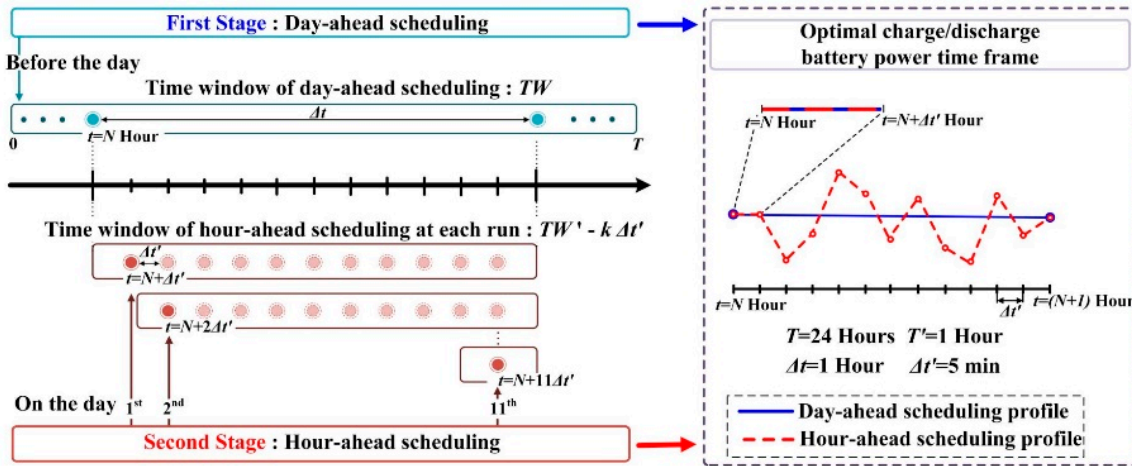 First Stage : Day-ahead scheduling
Before the day
Time window of day-ahead scheduling : TW
Δt
t=N Hour
0
T
Time window of hour-ahead scheduling at each run : TW' - k Δt'
Δt'
t=N+Δt'
t=N+2Δt'
t=N+11Δt'
On the day
1st
2nd
11th
Second Stage : Hour-ahead scheduling
Optimal charge/discharge
battery power time frame
t=N Hour
t=N+Δt' Hour
t=N Hour
Δt'
t=(N+1) Hour
T=24 Hours T'=1 Hour
Δt=1 Hour Δt'=5 min
Day-ahead scheduling profile
Hour-ahead scheduling profile